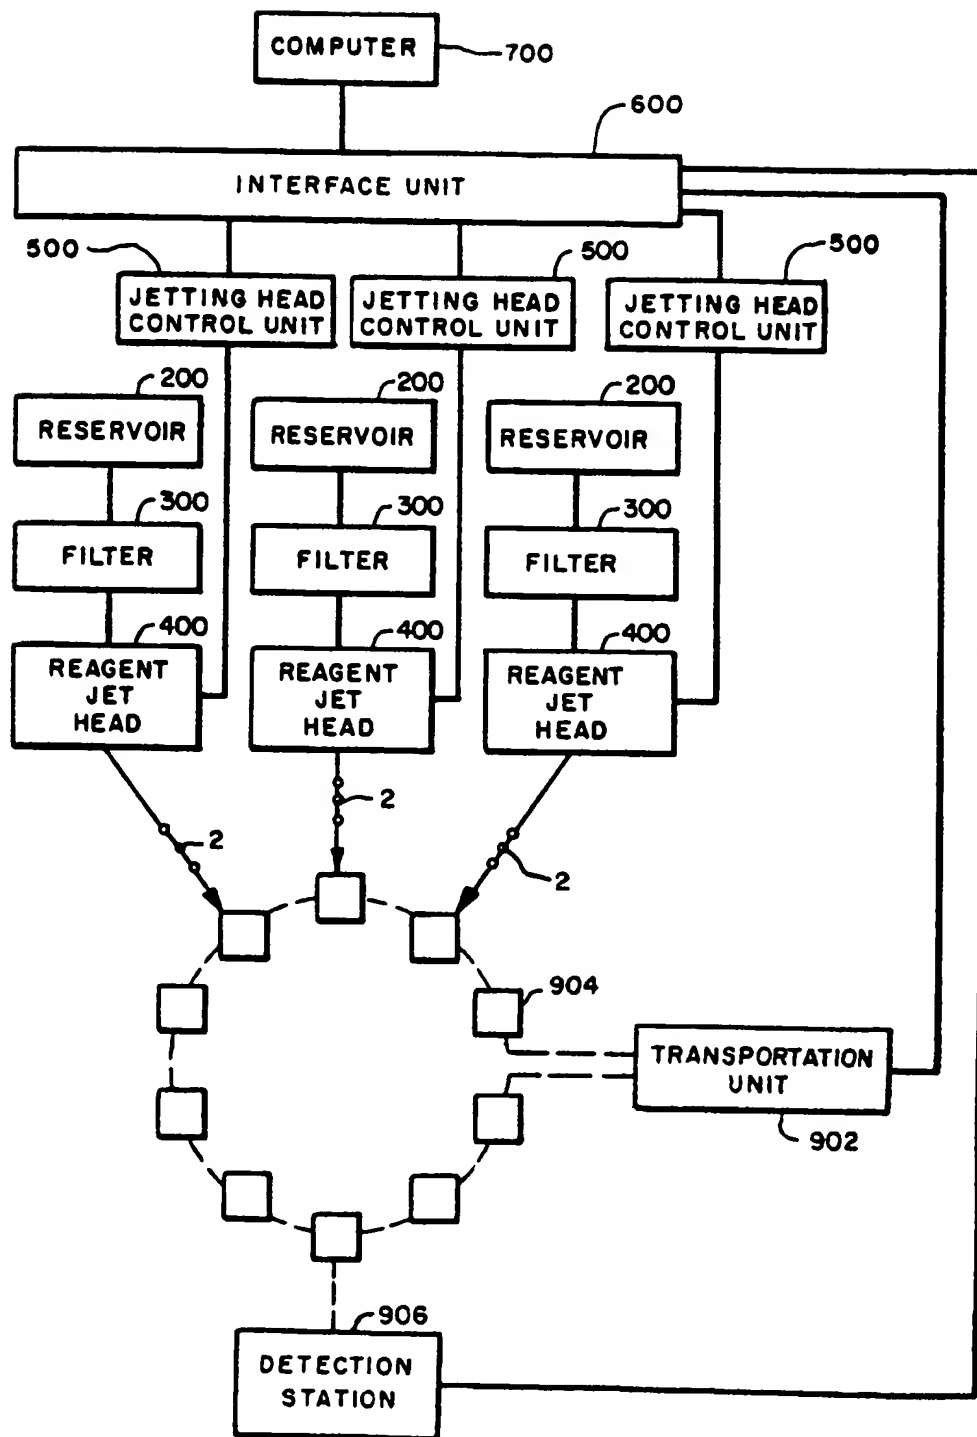 COMPUTER
700
600
INTERFACE UNIT
500
500
500
JETTING HEAD
CONTROL UNIT
JETTING HEAD
CONTROL UNIT
JETTING HEAD
CONTROL UNIT
200
200
200
RESERVOIR
RESERVOIR
RESERVOIR
300
300
300
FILTER
FILTER
FILTER
400
400
400
REAGENT
JET
HEAD
REAGENT
JET
HEAD
REAGENT
JET
HEAD
2
2
2
904
TRANSPORTATION
UNIT
902
906
DETECTION
STATION